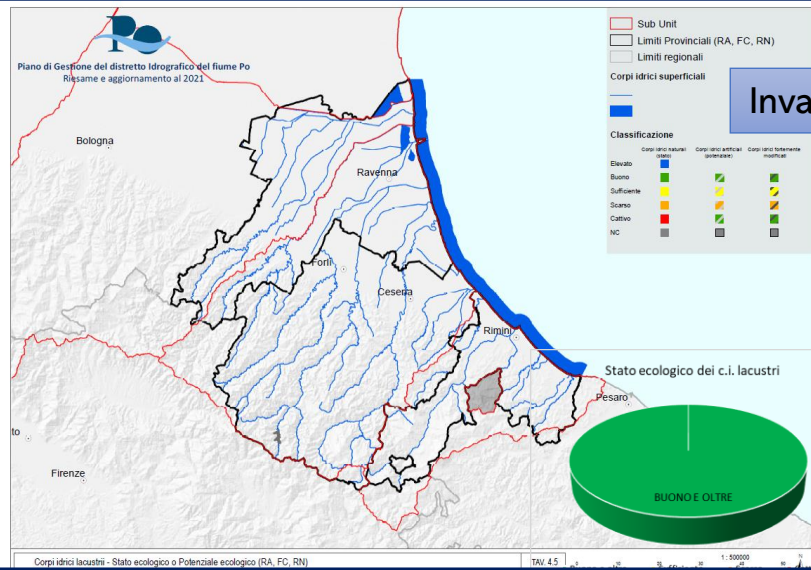 Piano di Gestione del distretto Idrografico del fiume Po
Riesame e aggiornamento al 2021
Sub Unit
Limiti Provinciali (RA, FC, RN)
Limiti regionali
Corpi idrici superficiali
Inva
Classificazione
Corpi idrici naturali (stato)
Corpi idrici artificiali (potenziale)
Corpi idrici fortemente modificati
Elevato
Buono
Sufficiente
Scarso
Cattivo
NC
Bologna
Ravenna
Forlì
Cesena
Rimini
Pesaro
to
Firenze
Stato ecologico dei c.i. lacustri
BUONO E OLTRE
Corpi idrici lacustrii - Stato ecologico o Potenziale ecologico (RA, FC, RN)
TAV. 4.5
1: 500000